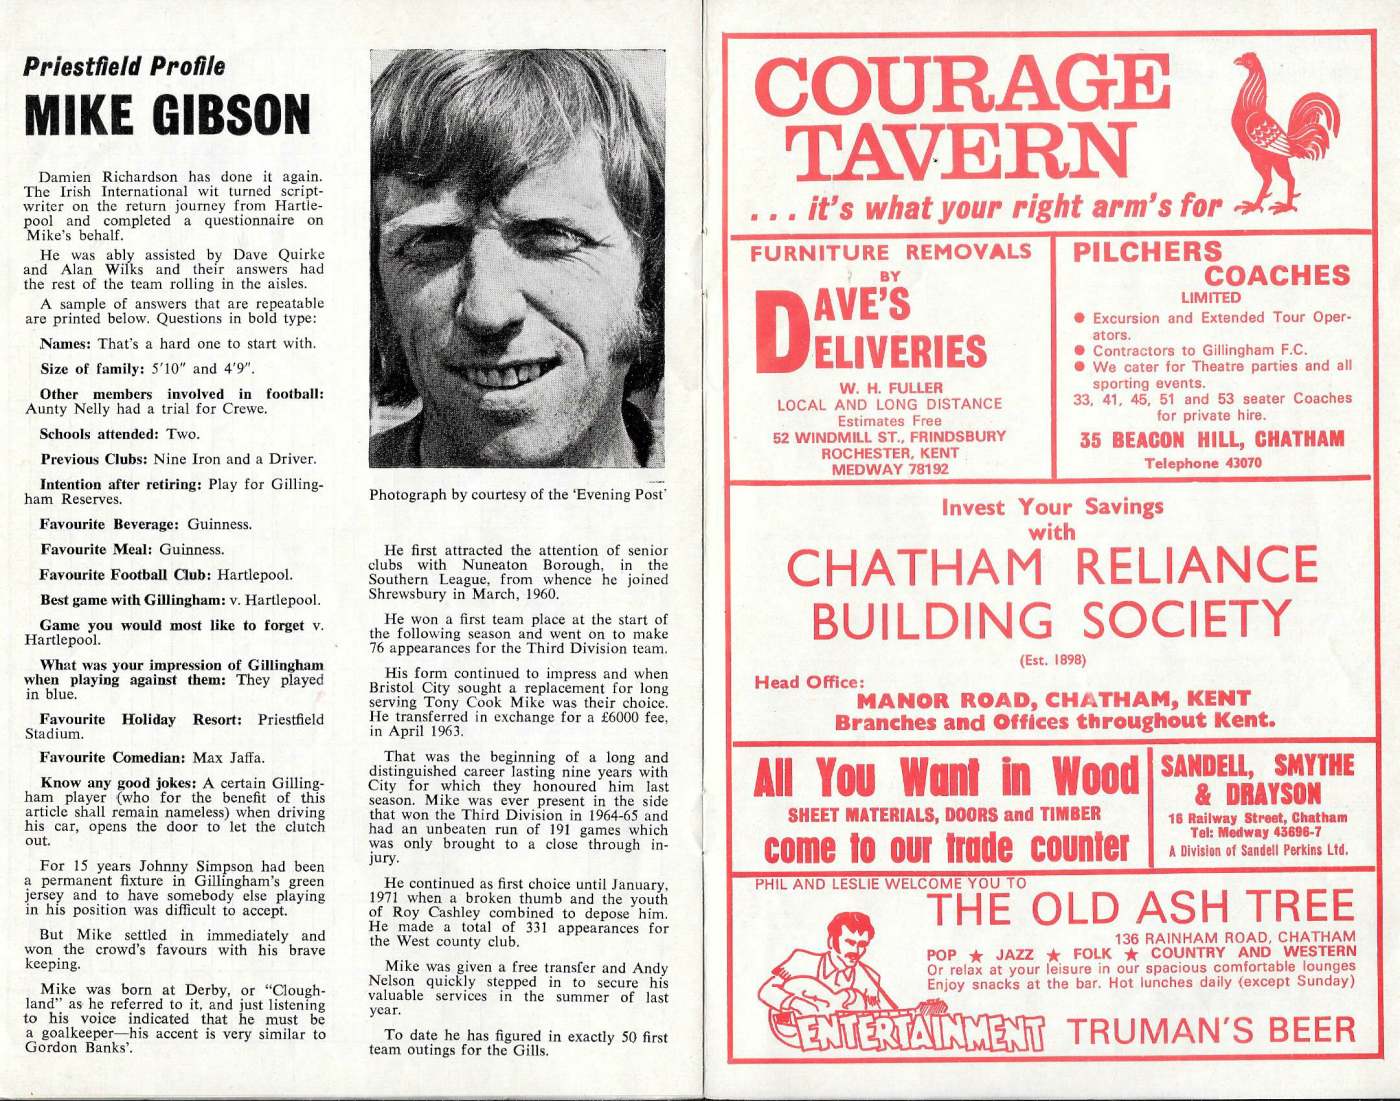 Priestfield Profile
MIKE GIBSON
Damien Richardson has done it again.
The Irish International wit turned script-
writer on the return journey from Hartle-
pool and completed a questionnaire on
Mike's behalf.
He was ably assisted by Dave Quirke
and Alan Wilks and their answers had
the rest of the team rolling in the aisles.
A sample of answers that are repeatable
are printed below. Questions in bold type:
Names: That's a hard one to start with.
Size of family: 5'10" and 4'9".
Other members involved in football:
Aunty Nelly had a trial for Crewe.
Schools attended: Two.
Previous Clubs: Nine Iron and a Driver.
Intention after retiring: Play for Gilling-
ham Reserves.
Favourite Beverage: Guinness.
Favourite Meal: Guinness.
Favourite Football Club: Hartlepool.
Best game with Gillingham: v. Hartlepool.
Game you would most like to forget v.
Hartlepool.
What was your impression of Gillingham
when playing against them: They played
in blue.
Favourite Holiday Resort: Priestfield
Stadium.
Favourite Comedian: Max Jaffa.
Know any good jokes: A certain Gilling-
ham player (who for the benefit of this
article shall remain nameless) when driving
his car, opens the door to let the clutch
out.
For 15 years Johnny Simpson had been
a permanent fixture in Gillingham's green
jersey and to have somebody else playing
in his position was difficult to accept.
But Mike settled in immediately and
won the crowd's favours with his brave
keeping.
Mike was born at Derby, or "Clough-
land" as he referred to it, and just listening
to his voice indicated that he must be
a goalkeeper—his accent is very similar to
Gordon Banks'.
Photograph by courtesy of the 'Evening Post'
He first attracted the attention of senior
clubs with Nuneaton Borough, in the
Southern League, from whence he joined
Shrewsbury in March, 1960.
He won a first team place at the start of
the following season and went on to make
76 appearances for the Third Division team.
His form continued to impress and when
Bristol City sought a replacement for long
serving Tony Cook Mike was their choice.
He transferred in exchange for a £6000 fee,
in April 1963.
That was the beginning of a long and
distinguished career lasting nine years with
City for which they honoured him last
season. Mike was ever present in the side
that won the Third Division in 1964-65 and
had an unbeaten run of 191 games which
was only brought to a close through in-
jury.
He continued as first choice until January,
1971 when a broken thumb and the youth
of Roy Cashley combined to depose him.
He made a total of 331 appearances for
the West county club.
Mike was given a free transfer and Andy
Nelson quickly stepped in to secure his
valuable services in the summer of last
year.
To date he has figured in exactly 50 first
team outings for the Gills.
COURAGE
TAVERN
. . . it's what your right arm's for
FURNITURE REMOVALS
BY
DAVE'S
DELIVERIES
W. H. FULLER
LOCAL AND LONG DISTANCE
Estimates Free
52 WINDMILL ST., FRINDSBURY
ROCHESTER, KENT
MEDWAY 78192
PILCHERS
COACHES
LIMITED
● Excursion and Extended Tour Oper-
ators.
● Contractors to Gillingham F.C.
● We cater for Theatre parties and all
sporting events.
33, 41, 45, 51 and 53 seater Coaches
for private hire.
35 BEACON HILL, CHATHAM
Telephone 43070
Invest Your Savings
with
CHATHAM RELIANCE
BUILDING SOCIETY
(Est. 1898)
Head Office:
MANOR ROAD, CHATHAM, KENT
Branches and Offices throughout Kent.
All You Want in Wood
SHEET MATERIALS, DOORS and TIMBER
come to our trade counter
SANDELL, SMYTHE
& DRAYSON
16 Railway Street, Chatham
Tel: Medway 43696-7
A Division of Sandell Perkins Ltd.
PHIL AND LESLIE WELCOME YOU TO
THE OLD ASH TREE
136 RAINHAM ROAD, CHATHAM
POP ★ JAZZ ★ FOLK ★ COUNTRY AND WESTERN
Or relax at your leisure in our spacious comfortable lounges
Enjoy snacks at the bar. Hot lunches daily (except Sunday)
ENTERTAINMENT
TRUMAN'S BEER